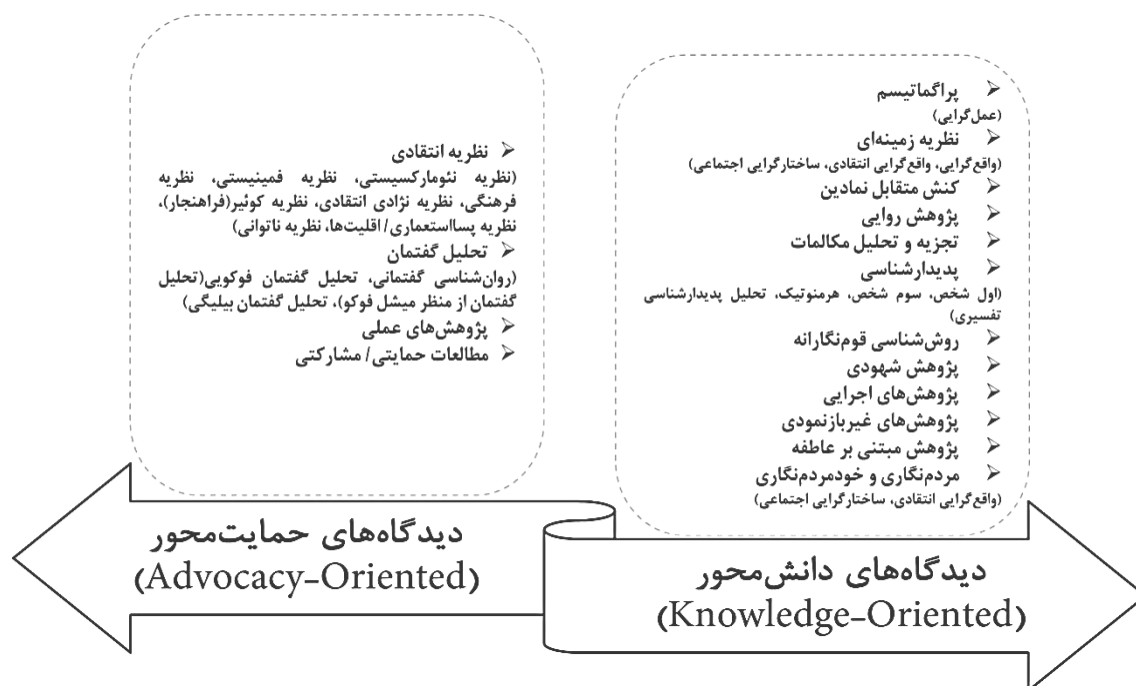 ➢ پراگماتیسم
(عمل‌گرایی)
➢ نظریه زمینه‌ای
(واقع‌گرایی، واقع‌گرایی انتقادی، ساختارگرایی اجتماعی)
➢ کنش متقابل نمادین
➢ پژوهش روایی
➢ تجزیه و تحلیل مکالمات
➢ پدیدارشناسی
(اول شخص، سوم شخص، هرمنوتیک، تحلیل پدیدارشناسی
تفسیری)
➢ روش‌شناسی قوم‌نگارانه
➢ پژوهش شهودی
➢ پژوهش‌های اجرایی
➢ پژوهش‌های غیربازنمودی
➢ پژوهش مبتنی بر عاطفه
➢ مردم‌نگاری و خودمردم‌نگاری
(واقع‌گرایی انتقادی، ساختارگرایی اجتماعی)
دیدگاه‌های دانش‌محور
(Knowledge-Oriented)
➢ نظریه انتقادی
(نظریه نئومارکسیستی، نظریه فمینیستی، نظریه
فرهنگی، نظریه نژادی انتقادی، نظریه کوئیر(فراهنجار)،
نظریه پسااستعماری/ اقلیت‌ها، نظریه ناتوانی)
➢ تحلیل گفتمان
(روان‌شناسی گفتمانی، تحلیل گفتمان فوکویی(تحلیل
گفتمان از منظر میشل فوکو)، تحلیل گفتمان بیلیگی)
➢ پژوهش‌های عملی
➢ مطالعات حمایتی/ مشارکتی
دیدگاه‌های حمایت‌محور
(Advocacy-Oriented)